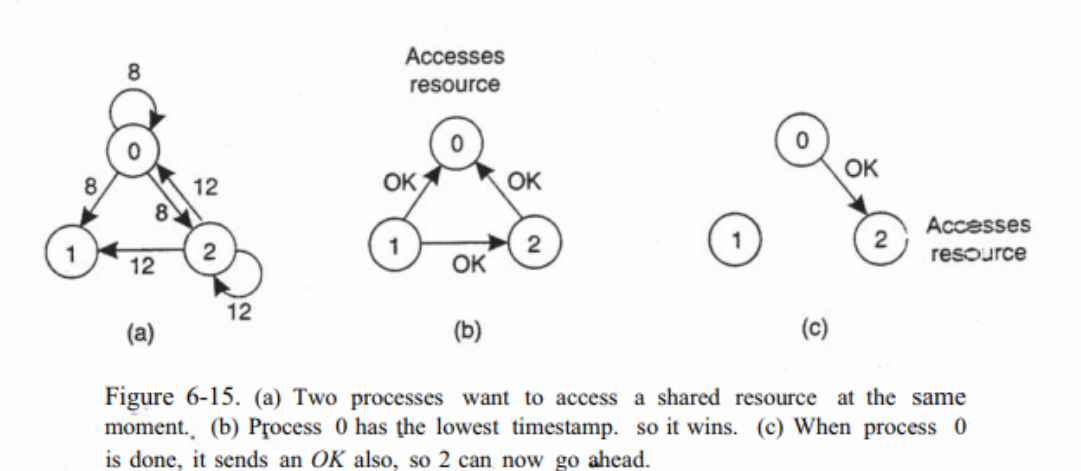 8
0
8
8
12
1
12
2
12
(a)
Accesses
resource
0
OK
OK
1
2
OK
(b)
0
OK
1
2
Accesses
resource
(c)
Figure 6-15. (a) Two processes want to access a shared resource at the same
moment. (b) Process 0 has the lowest timestamp. so it wins. (c) When process 0
is done, it sends an OK also, so 2 can now go ahead.